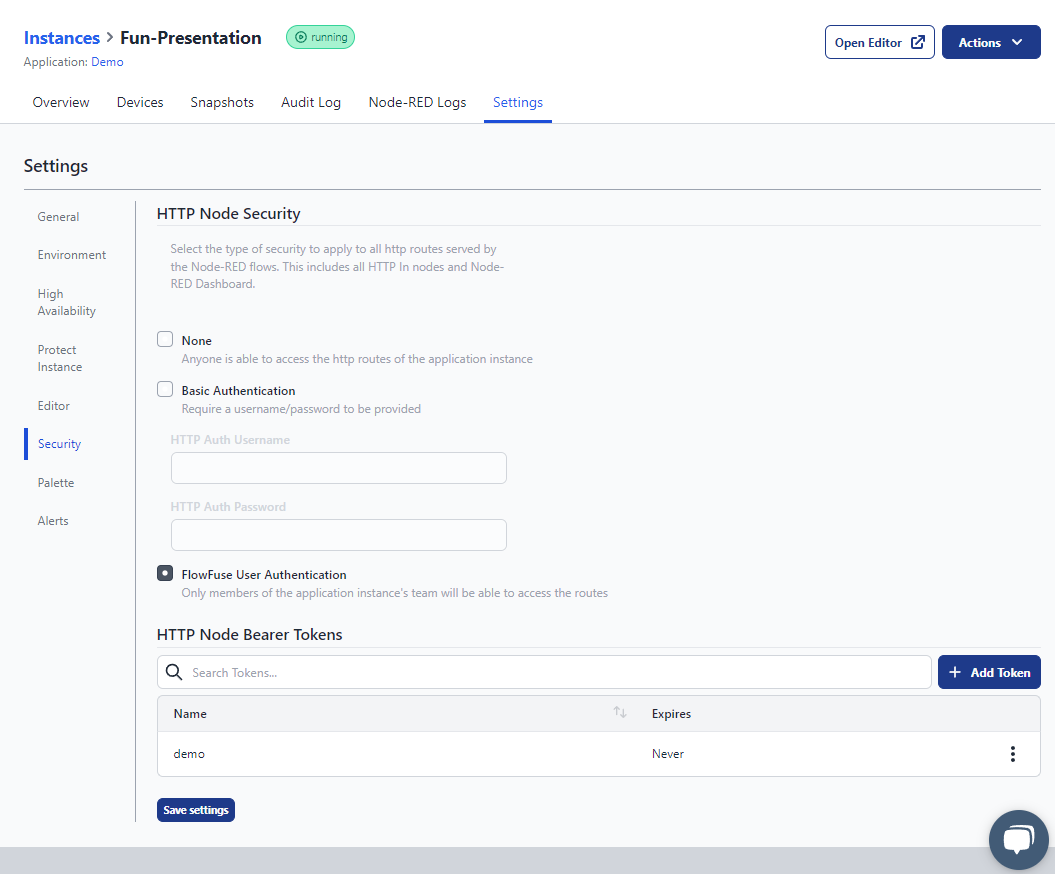 Instances > Fun-Presentation
running
Open Editor
Actions
Application: Demo
Overview
Devices
Snapshots
Audit Log
Node-RED Logs
Settings
Settings
General
Environment
High
Availability
Protect
Instance
Editor
Security
Palette
Alerts
HTTP Node Security
Select the type of security to apply to all http routes served by
the Node-RED flows. This includes all HTTP In nodes and Node-
RED Dashboard.
None
Anyone is able to access the http routes of the application instance
Basic Authentication
Require a username/password to be provided
HTTP Auth Username
HTTP Auth Password
FlowFuse User Authentication
Only members of the application instance's team will be able to access the routes
HTTP Node Bearer Tokens
Search Tokens...
+ Add Token
Name
Expires
demo
Never
Save settings